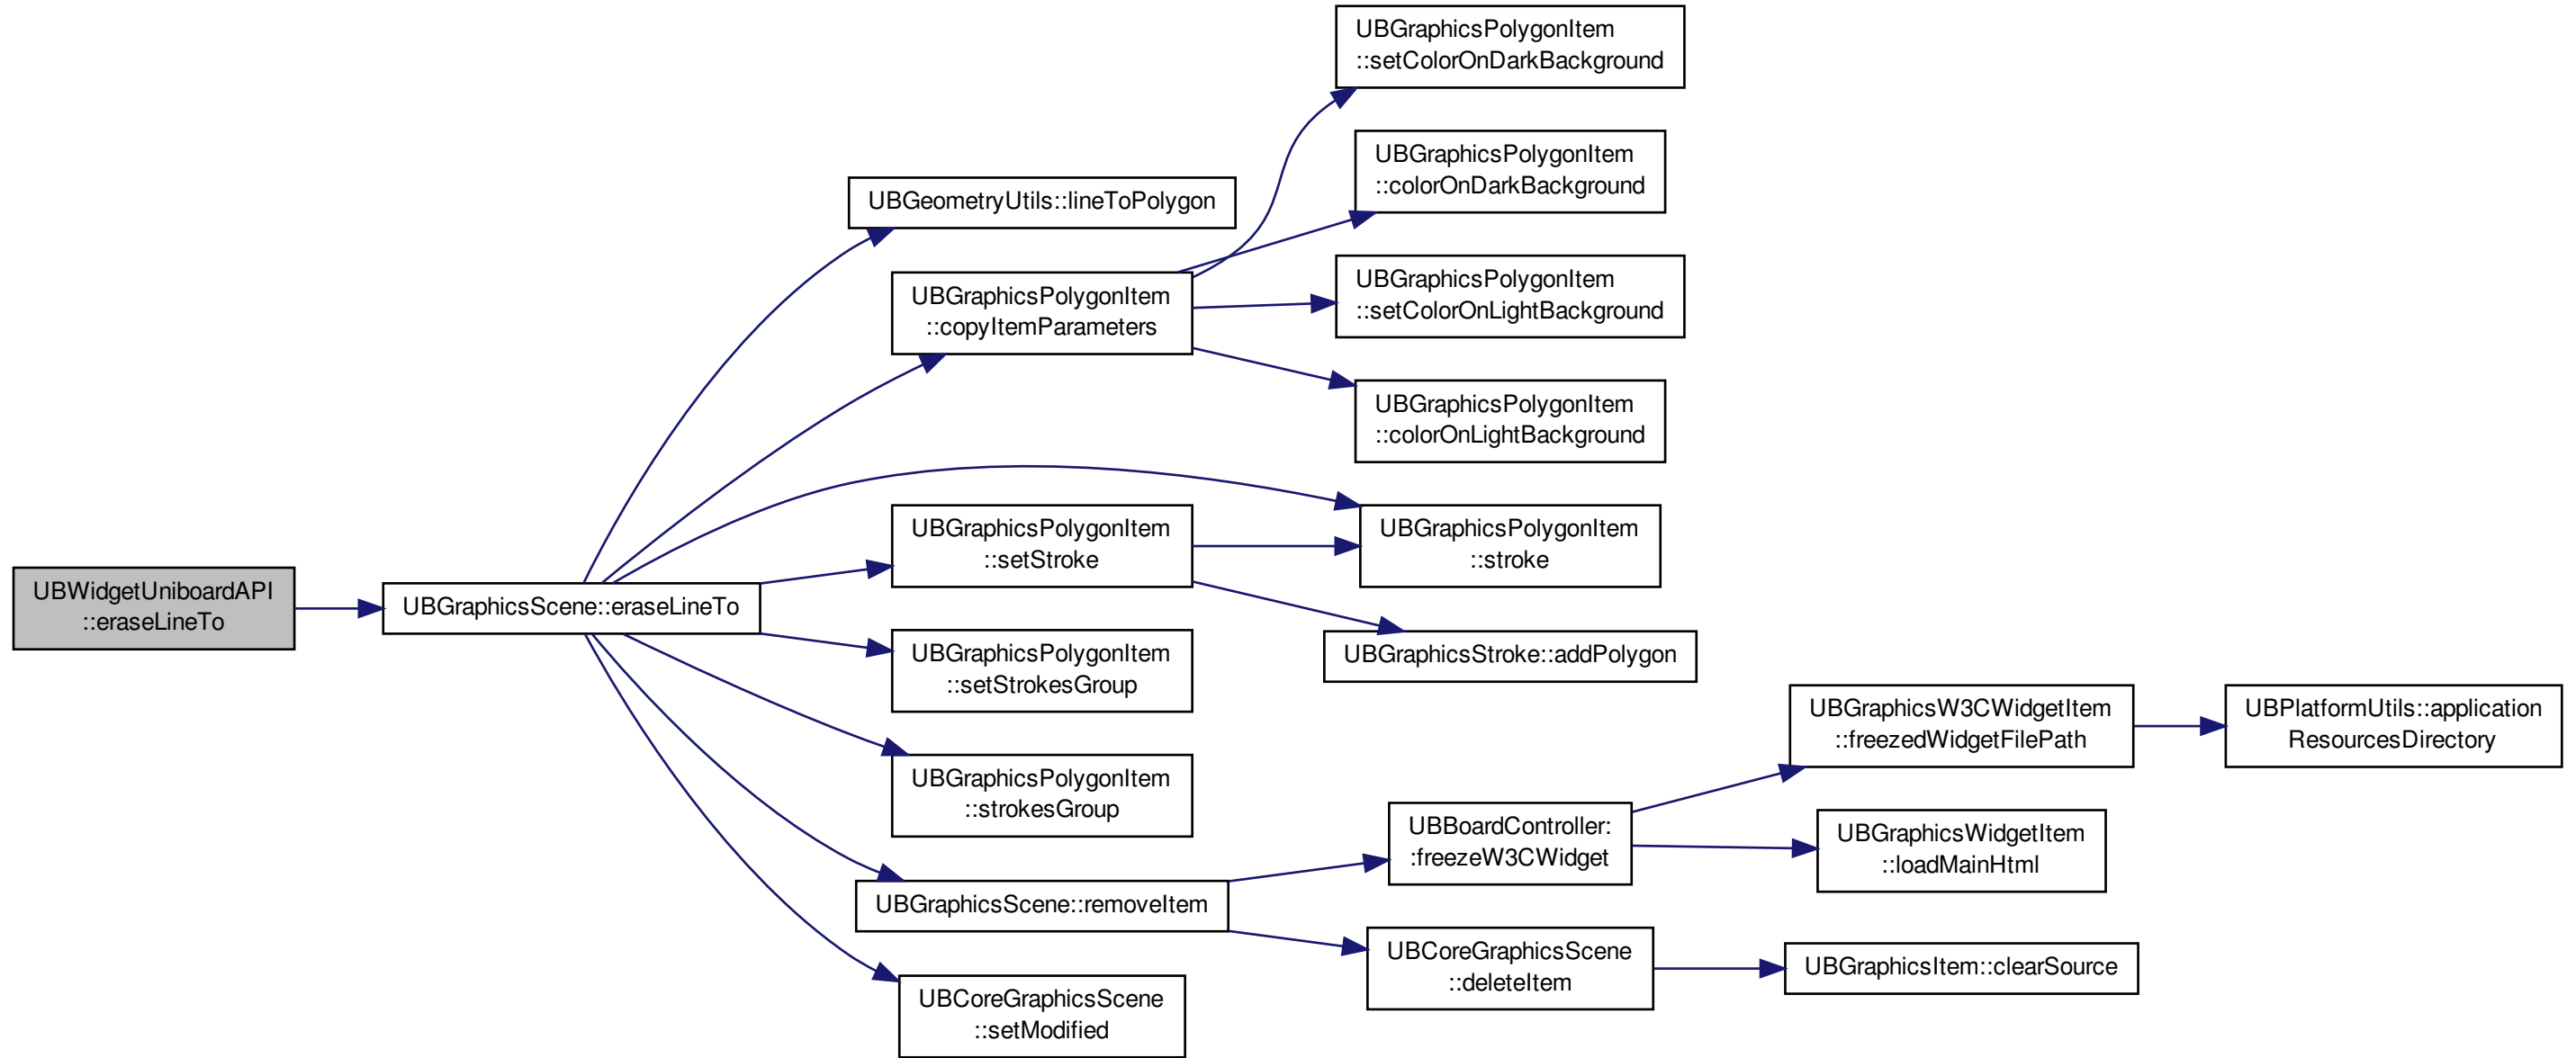 UBWidgetUniboardAPI
::eraseLineTo
UBGraphicsScene::eraseLineTo
UBGeometryUtils::lineToPolygon
UBGraphicsPolygonItem
::copyItemParameters
UBGraphicsPolygonItem
::setStroke
UBGraphicsPolygonItem
::setStrokesGroup
UBGraphicsPolygonItem
::strokesGroup
UBGraphicsScene::removeItem
UBCoreGraphicsScene
::setModified
UBGraphicsPolygonItem
::setColorOnDarkBackground
UBGraphicsPolygonItem
::colorOnDarkBackground
UBGraphicsPolygonItem
::setColorOnLightBackground
UBGraphicsPolygonItem
::colorOnLightBackground
UBGraphicsPolygonItem
::stroke
UBGraphicsStroke::addPolygon
UBBoardController:
:freezeW3CWidget
UBCoreGraphicsScene
::deleteItem
UBGraphicsW3CWidgetItem
::freezedWidgetFilePath
UBGraphicsWidgetItem
::loadMainHtml
UBGraphicsItem::clearSource
UBPlatformUtils::application
ResourcesDirectory